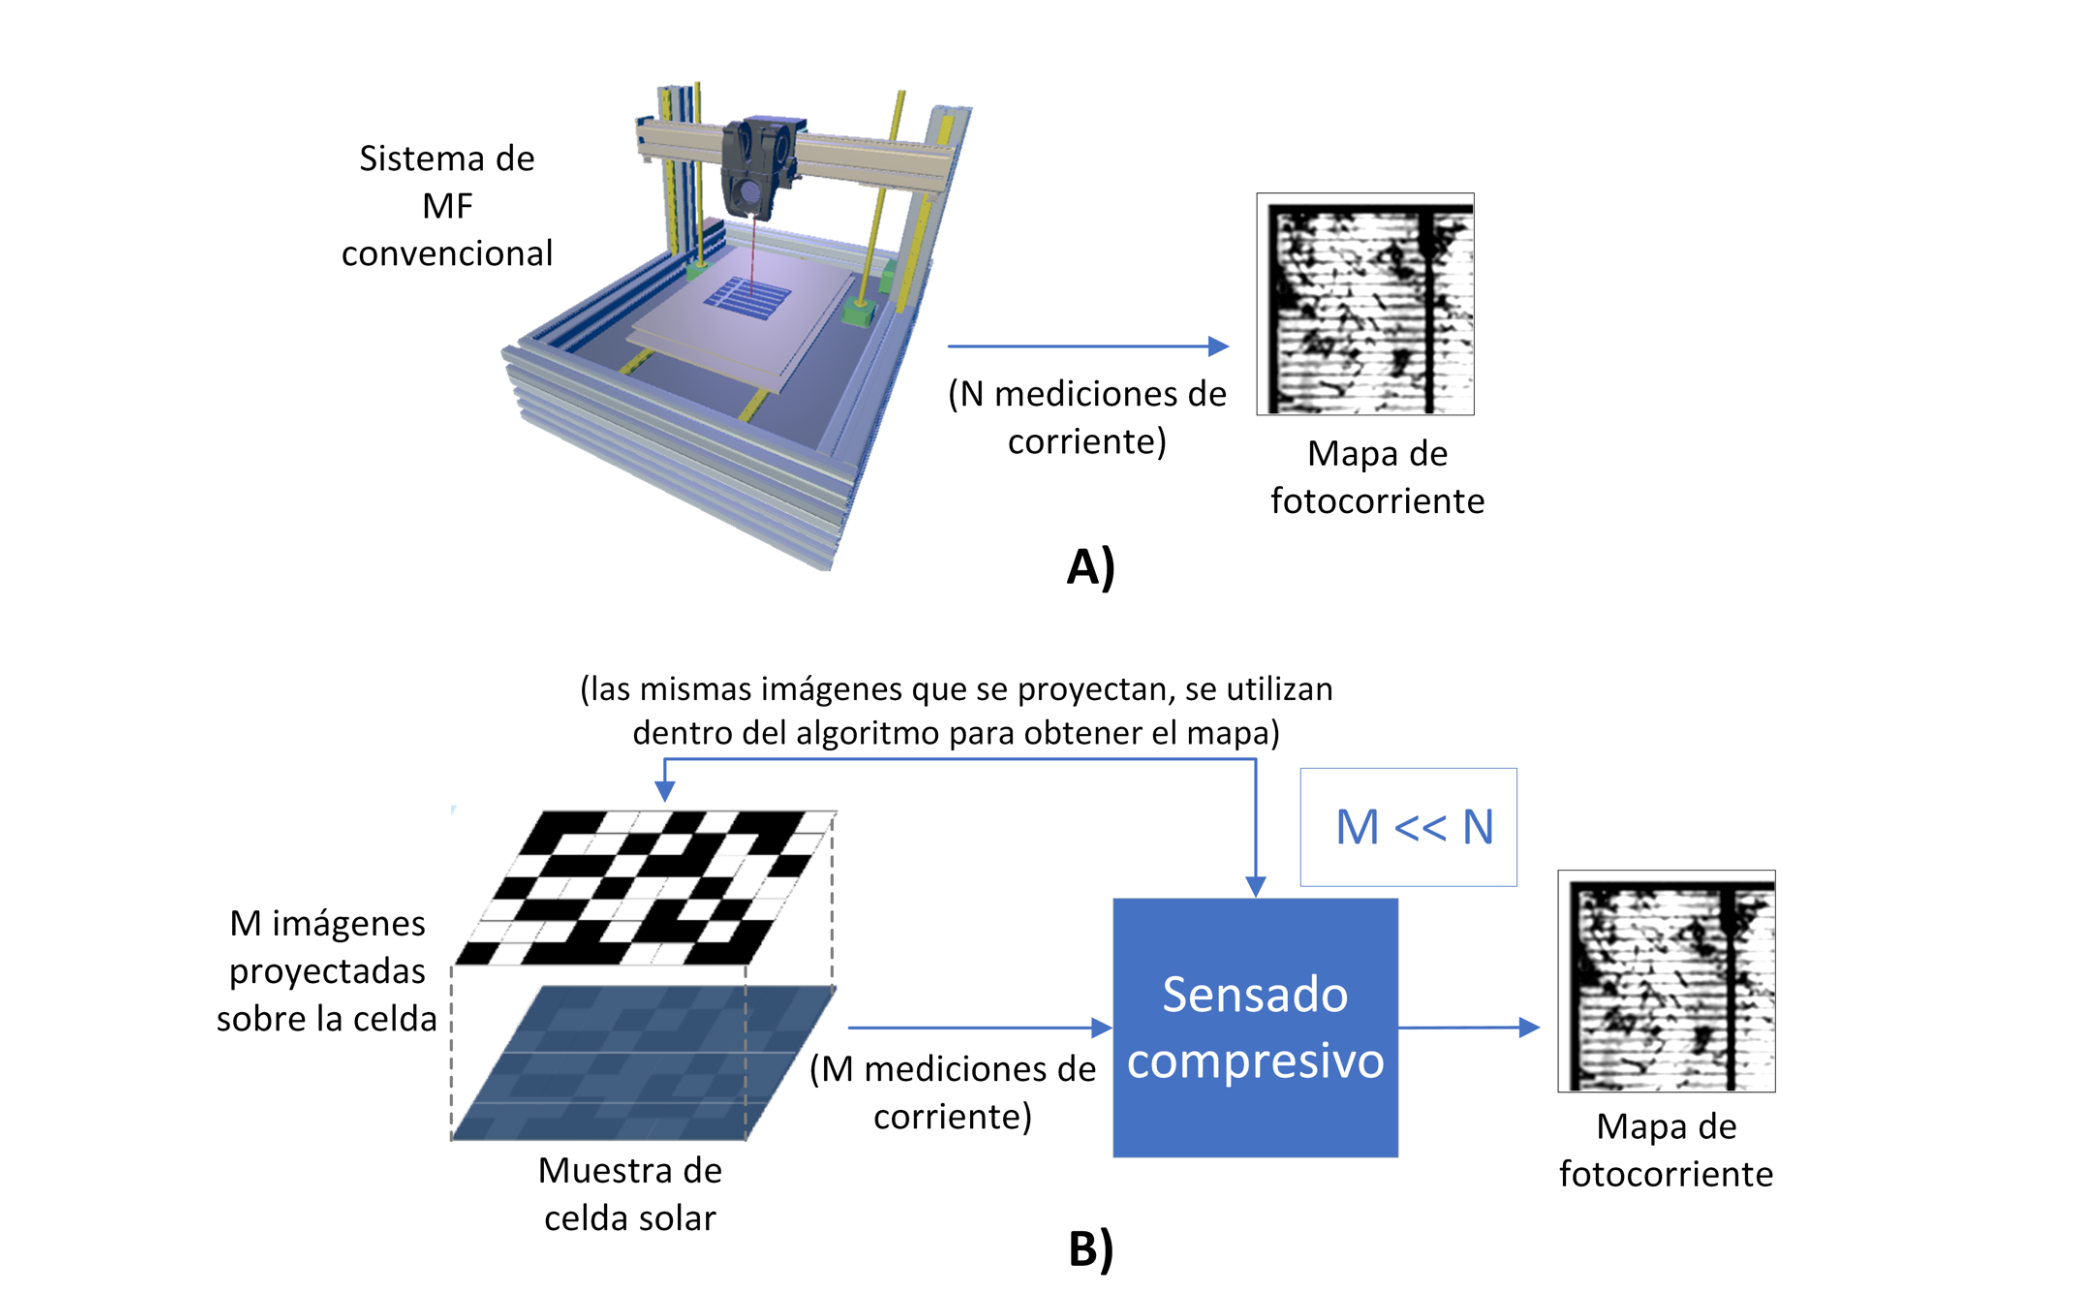 Sistema de
MF
convencional
(N mediciones de
corriente)
Mapa de
fotocorriente
A)
(las mismas imágenes que se proyectan, se utilizan
dentro del algoritmo para obtener el mapa)
M << N
M imágenes
proyectadas
sobre la celda
Sensado
compresivo
(M mediciones de
corriente)
Mapa de
fotocorriente
Muestra de
celda solar
B)